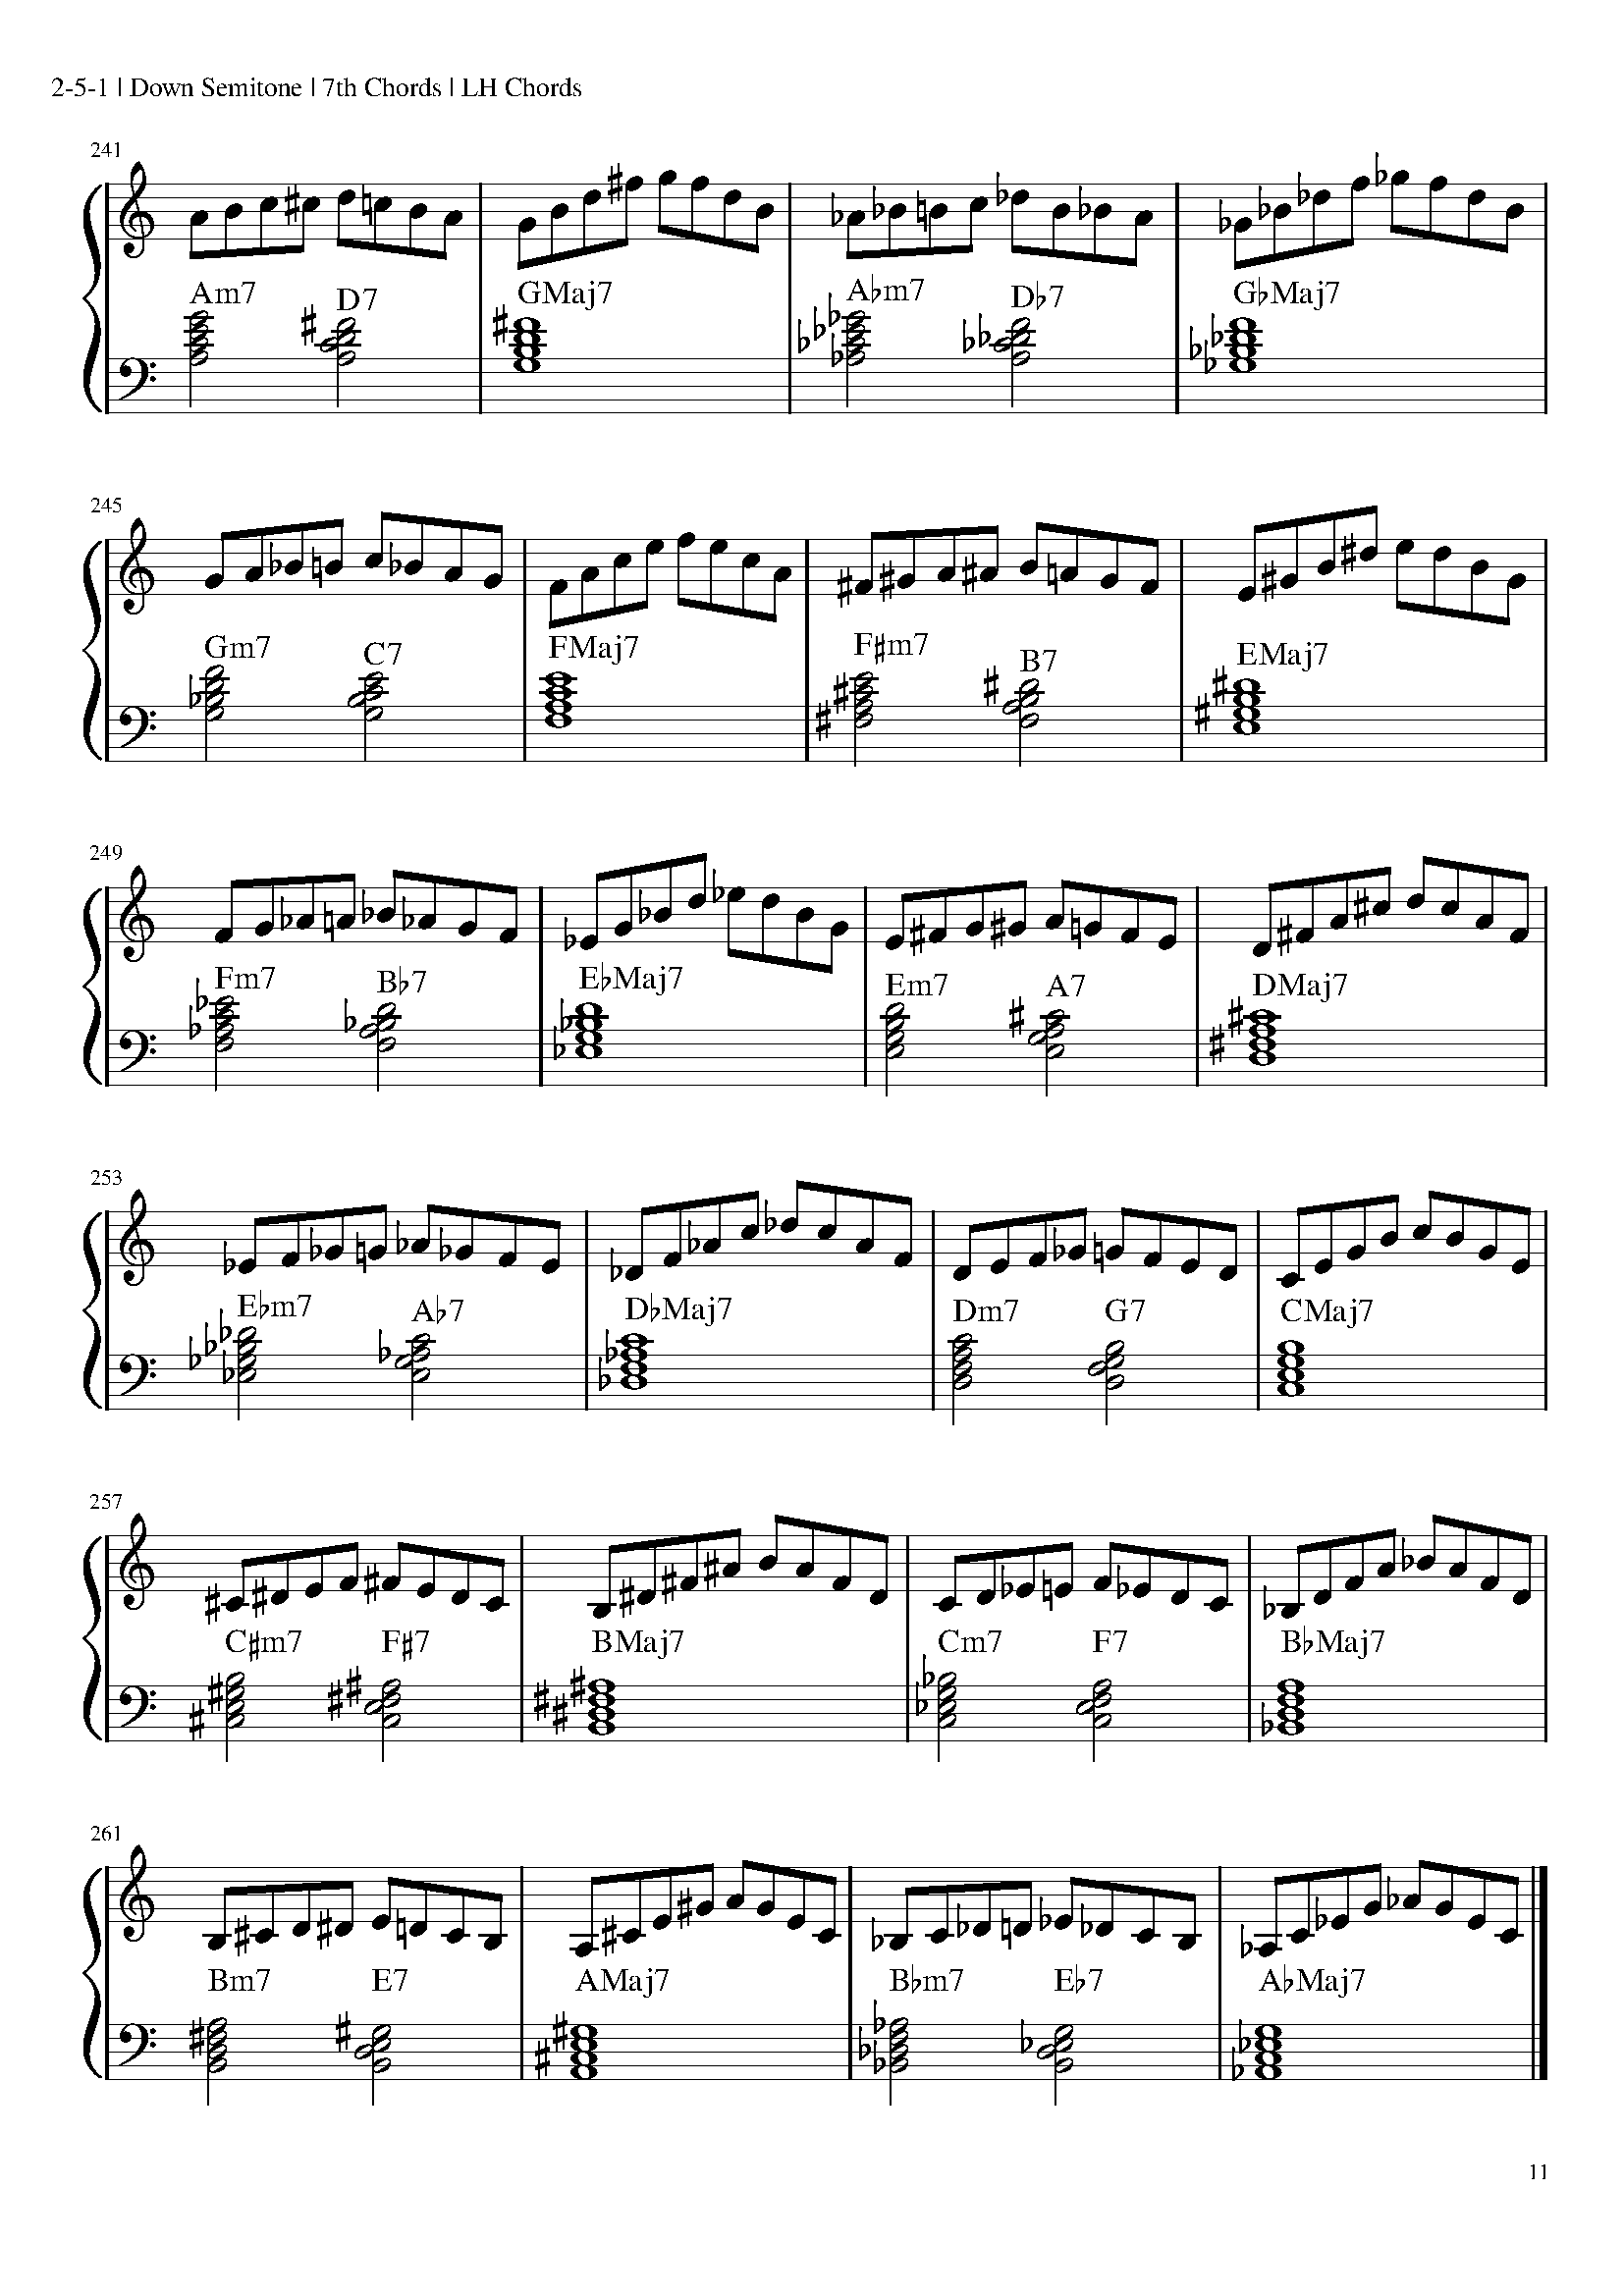 2-5-1 | Down Semitone | 7th Chords | LH Chords
241
Am7 D7 GMaj7 A♭m7 D♭7 G♭Maj7
245
Gm7 C7 FMaj7 F♯m7 B7 EMaj7
249
Fm7 B♭7 E♭Maj7 Em7 A7 DMaj7
253
E♭m7 A♭7 D♭Maj7 Dm7 G7 CMaj7
257
C♯m7 F♯7 BMaj7 Cm7 F7 B♭Maj7
261
Bm7 E7 AMaj7 B♭m7 E♭7 A♭Maj7
11